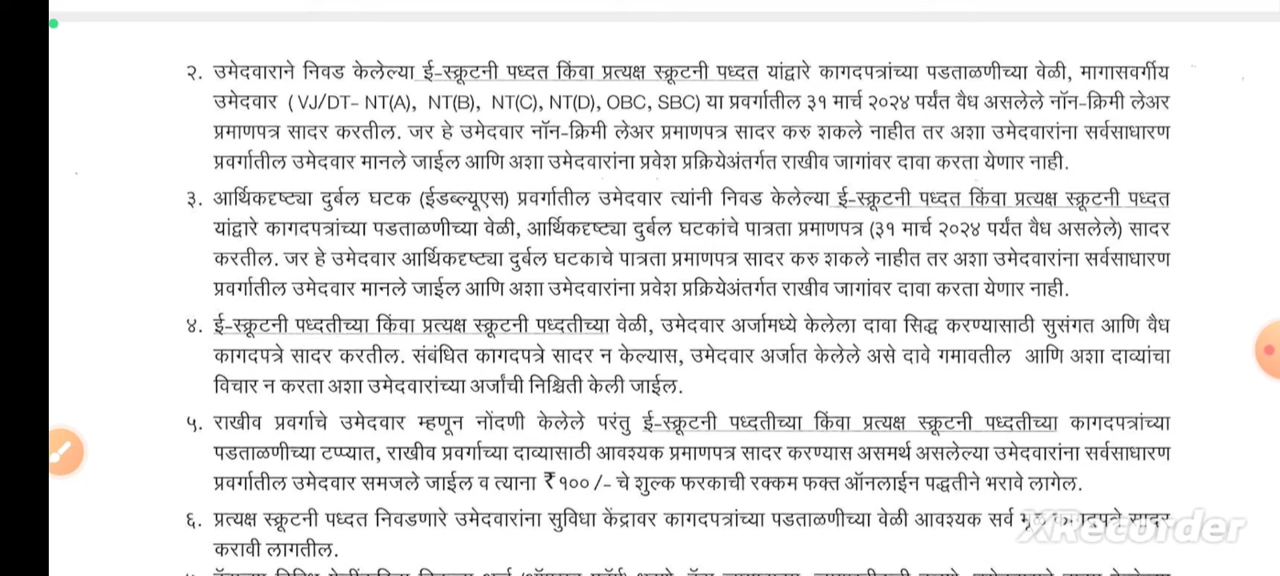 २. उमेदवाराने निवड केलेल्या ई-स्क्रूटनी पध्दत किंवा प्रत्यक्ष स्क्रूटनी पध्दत यांद्वारे कागदपत्रांच्या पडताळणीच्या वेळी, मागासवर्गीय
उमेदवार ( VJ/DT- NT(A), NT(B), NT(C), NT(D), OBC, SBC) या प्रवर्गातील ३१ मार्च २०२४ पर्यंत वैध असलेले नॉन-क्रिमी लेअर
प्रमाणपत्र सादर करतील. जर हे उमेदवार नॉन-क्रिमी लेअर प्रमाणपत्र सादर करु शकले नाहीत तर अशा उमेदवारांना सर्वसाधारण
प्रवर्गातील उमेदवार मानले जाईल आणि अशा उमेदवारांना प्रवेश प्रक्रियेअंतर्गत राखीव जागांवर दावा करता येणार नाही.
३. आर्थिकदृष्ट्या दुर्बल घटक (ईडब्ल्यूएस) प्रवर्गातील उमेदवार त्यांनी निवड केलेल्या ई-स्क्रूटनी पध्दत किंवा प्रत्यक्ष स्क्रूटनी पध्दत
यांद्वारे कागदपत्रांच्या पडताळणीच्या वेळी, आर्थिकदृष्ट्या दुर्बल घटकांचे पात्रता प्रमाणपत्र (३१ मार्च २०२४ पर्यंत वैध असलेले) सादर
करतील. जर हे उमेदवार आर्थिकदृष्ट्या दुर्बल घटकाचे पात्रता प्रमाणपत्र सादर करु शकले नाहीत तर अशा उमेदवारांना सर्वसाधारण
प्रवर्गातील उमेदवार मानले जाईल आणि अशा उमेदवारांना प्रवेश प्रक्रियेअंतर्गत राखीव जागांवर दावा करता येणार नाही.
४. ई-स्क्रूटनी पध्दतीच्या किंवा प्रत्यक्ष स्क्रूटनी पध्दतीच्या वेळी, उमेदवार अर्जामध्ये केलेला दावा सिद्ध करण्यासाठी सुसंगत आणि वैध
कागदपत्रे सादर करतील. संबंधित कागदपत्रे सादर न केल्यास, उमेदवार अर्जात केलेले असे दावे गमावतील आणि अशा दाव्यांचा
विचार न करता अशा उमेदवारांच्या अर्जांची निश्चिती केली जाईल.
५. राखीव प्रवर्गाचे उमेदवार म्हणून नोंदणी केलेले परंतु ई-स्क्रूटनी पध्दतीच्या किंवा प्रत्यक्ष स्क्रूटनी पध्दतीच्या कागदपत्रांच्या
पडताळणीच्या टप्प्यात, राखीव प्रवर्गाच्या दाव्यासाठी आवश्यक प्रमाणपत्र सादर करण्यास असमर्थ असलेल्या उमेदवारांना सर्वसाधारण
प्रवर्गातील उमेदवार समजले जाईल व त्याना ₹१००/- चे शुल्क फरकाची रक्कम फक्त ऑनलाईन पद्धतीने भरावे लागेल.
६. प्रत्यक्ष स्क्रूटनी पध्दत निवडणारे उमेदवारांना सुविधा केंद्रावर कागदपत्रांच्या पडताळणीच्या वेळी आवश्यक सर्व मूळ कागदपत्रे सादर
करावी लागतील.
XRecorder